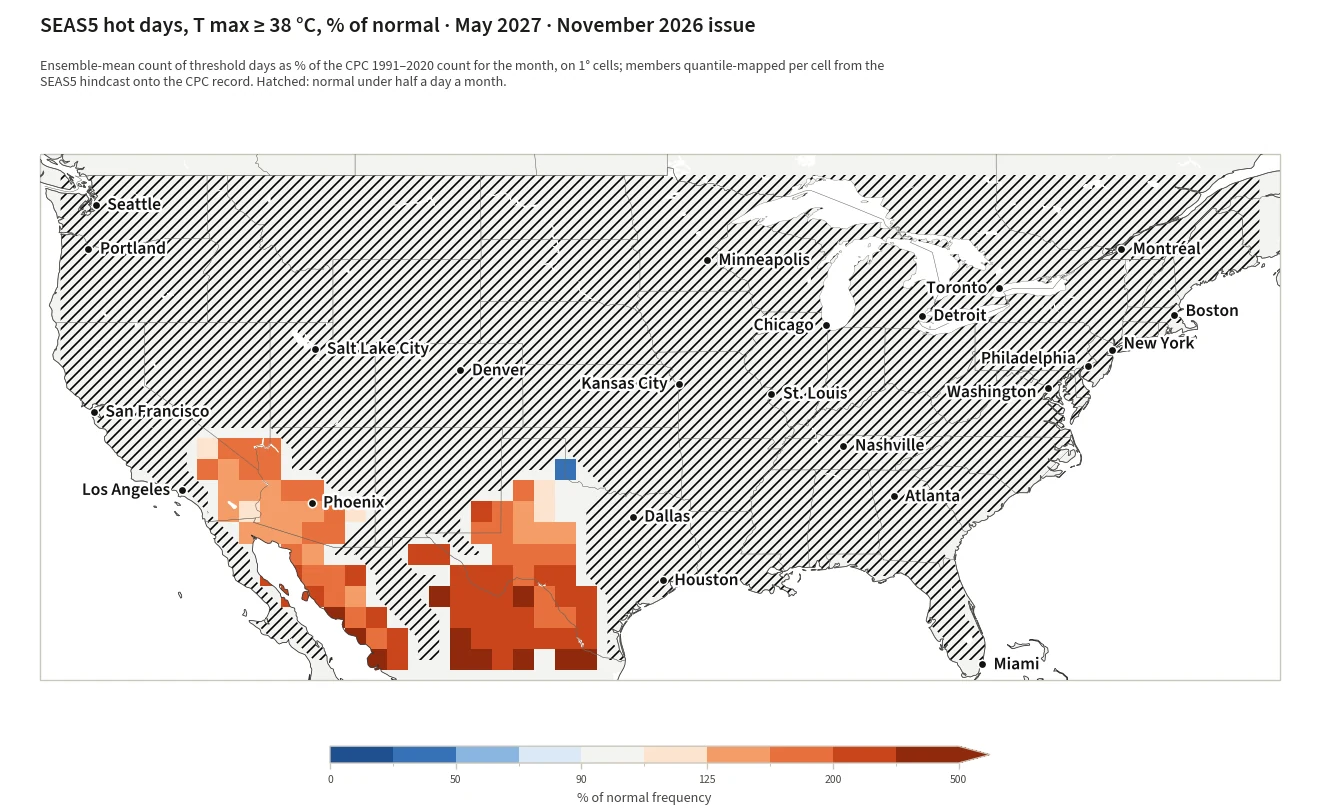 SEAS5 hot days, T max ≥ 38 °C, % of normal · May 2027 · November 2026 issue
Ensemble-mean count of threshold days as % of the CPC 1991–2020 count for the month, on 1° cells; members quantile-mapped per cell from the
SEAS5 hindcast onto the CPC record. Hatched: normal under half a day a month.
Seattle
Portland
Montréal
Minneapolis
Toronto
Boston
Detroit
Chicago
New York
Salt Lake City
Philadelphia
Denver
Kansas City
Washington
St. Louis
San Francisco
Nashville
Los Angeles
Atlanta
Phoenix
Dallas
Houston
Miami
0 50 90 125 200 500
% of normal frequency